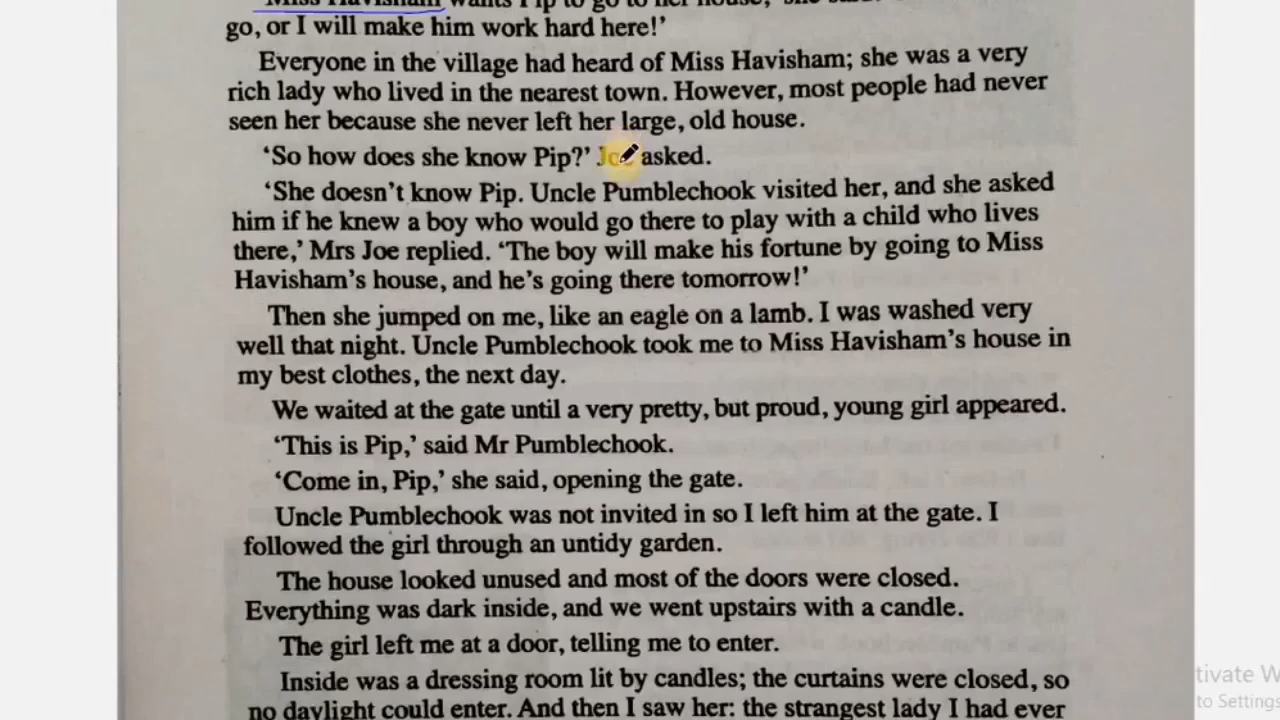 Miss Havisham wants Pip to go to her house,' she said.
go, or I will make him work hard here!'
Everyone in the village had heard of Miss Havisham; she was a very
rich lady who lived in the nearest town. However, most people had never
seen her because she never left her large, old house.
'So how does she know Pip?' Joe asked.
'She doesn't know Pip. Uncle Pumblechook visited her, and she asked
him if he knew a boy who would go there to play with a child who lives
there,' Mrs Joe replied. 'The boy will make his fortune by going to Miss
Havisham's house, and he's going there tomorrow!'
Then she jumped on me, like an eagle on a lamb. I was washed very
well that night. Uncle Pumblechook took me to Miss Havisham's house in
my best clothes, the next day.
We waited at the gate until a very pretty, but proud, young girl appeared.
'This is Pip,' said Mr Pumblechook.
'Come in, Pip,' she said, opening the gate.
Uncle Pumblechook was not invited in so I left him at the gate. I
followed the girl through an untidy garden.
The house looked unused and most of the doors were closed.
Everything was dark inside, and we went upstairs with a candle.
The girl left me at a door, telling me to enter.
Inside was a dressing room lit by candles; the curtains were closed, so
no daylight could enter. And then I saw her: the strangest lady I had ever
tivate W
to Settings